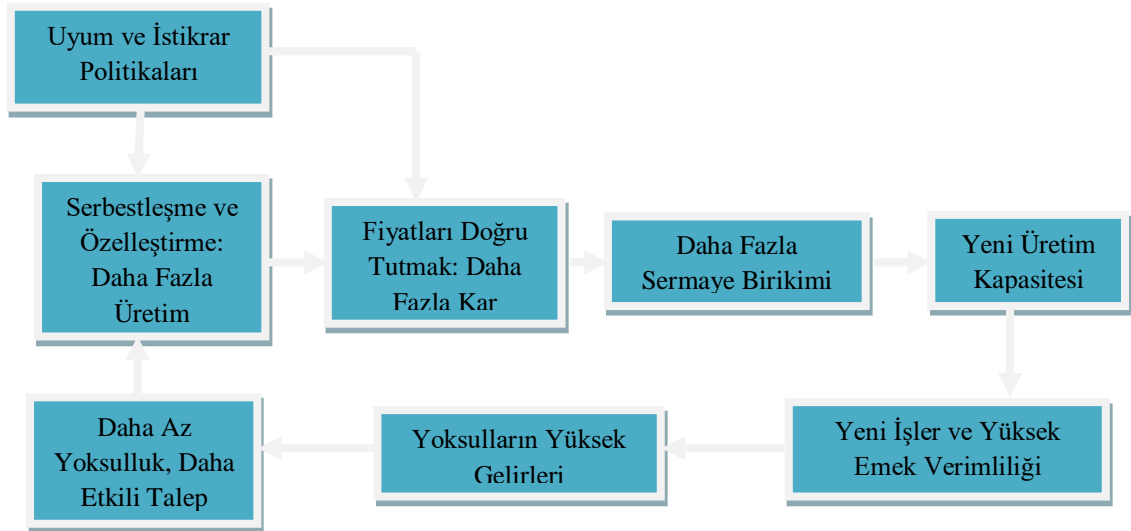 Uyum ve İstikrar
Politikaları
Serbestleşme ve
Özelleştirme:
Daha Fazla
Üretim
Fiyatları Doğru
Tutmak: Daha
Fazla Kar
Daha Fazla
Sermaye Birikimi
Yeni Üretim
Kapasitesi
Yeni İşler ve Yüksek
Emek Verimliliği
Yoksulların Yüksek
Gelirleri
Daha Az
Yoksulluk, Daha
Etkili Talep